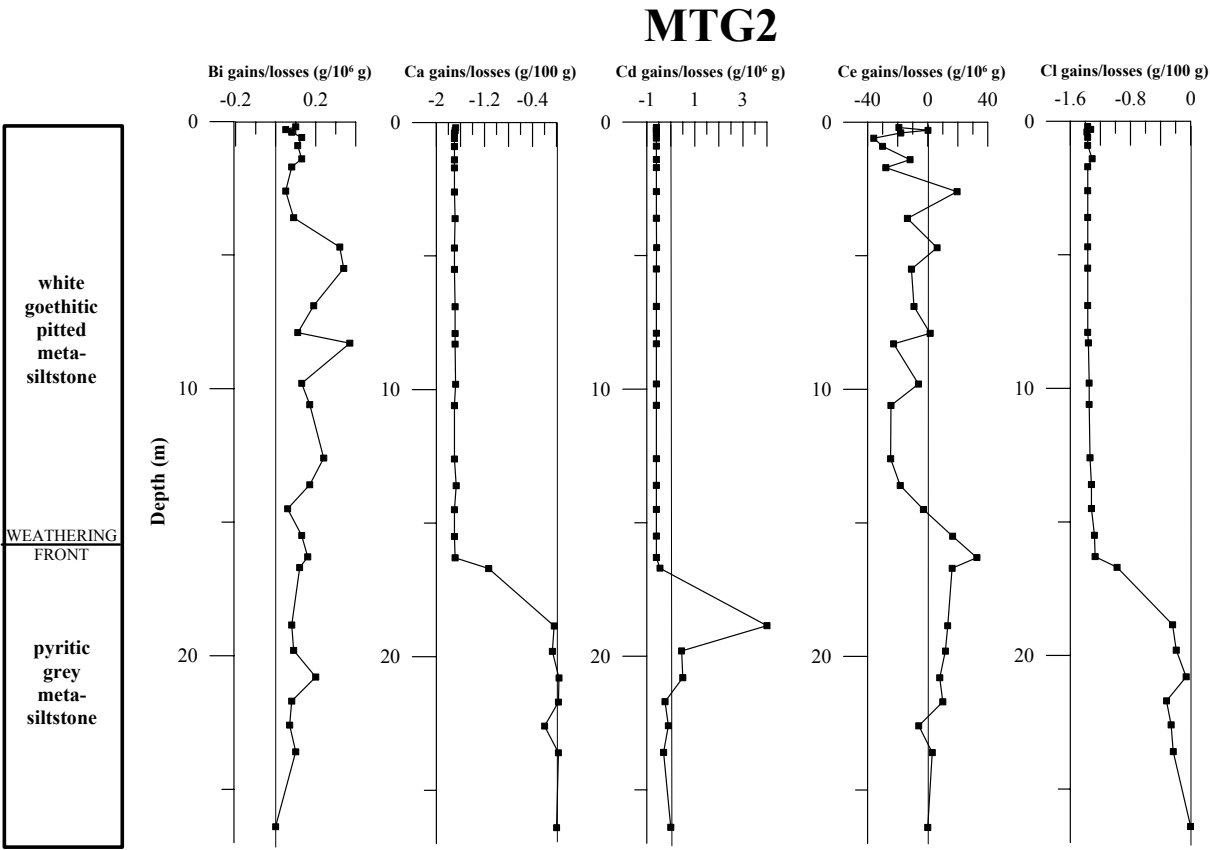 MTG2
Bi gains/losses (g/10⁶ g)
Ca gains/losses (g/100 g)
Cd gains/losses (g/10⁶ g)
Ce gains/losses (g/10⁶ g)
Cl gains/losses (g/100 g)
-0.2 0.2
-2 -1.2 -0.4
-1 1 3
-40 0 40
-1.6 -0.8 0
0 0 0 0 0
white
goethitic
pitted
meta-
siltstone
10 10 10 10 10
Depth (m)
WEATHERING
FRONT
pyritic
grey
meta-
siltstone
20 20 20 20 20